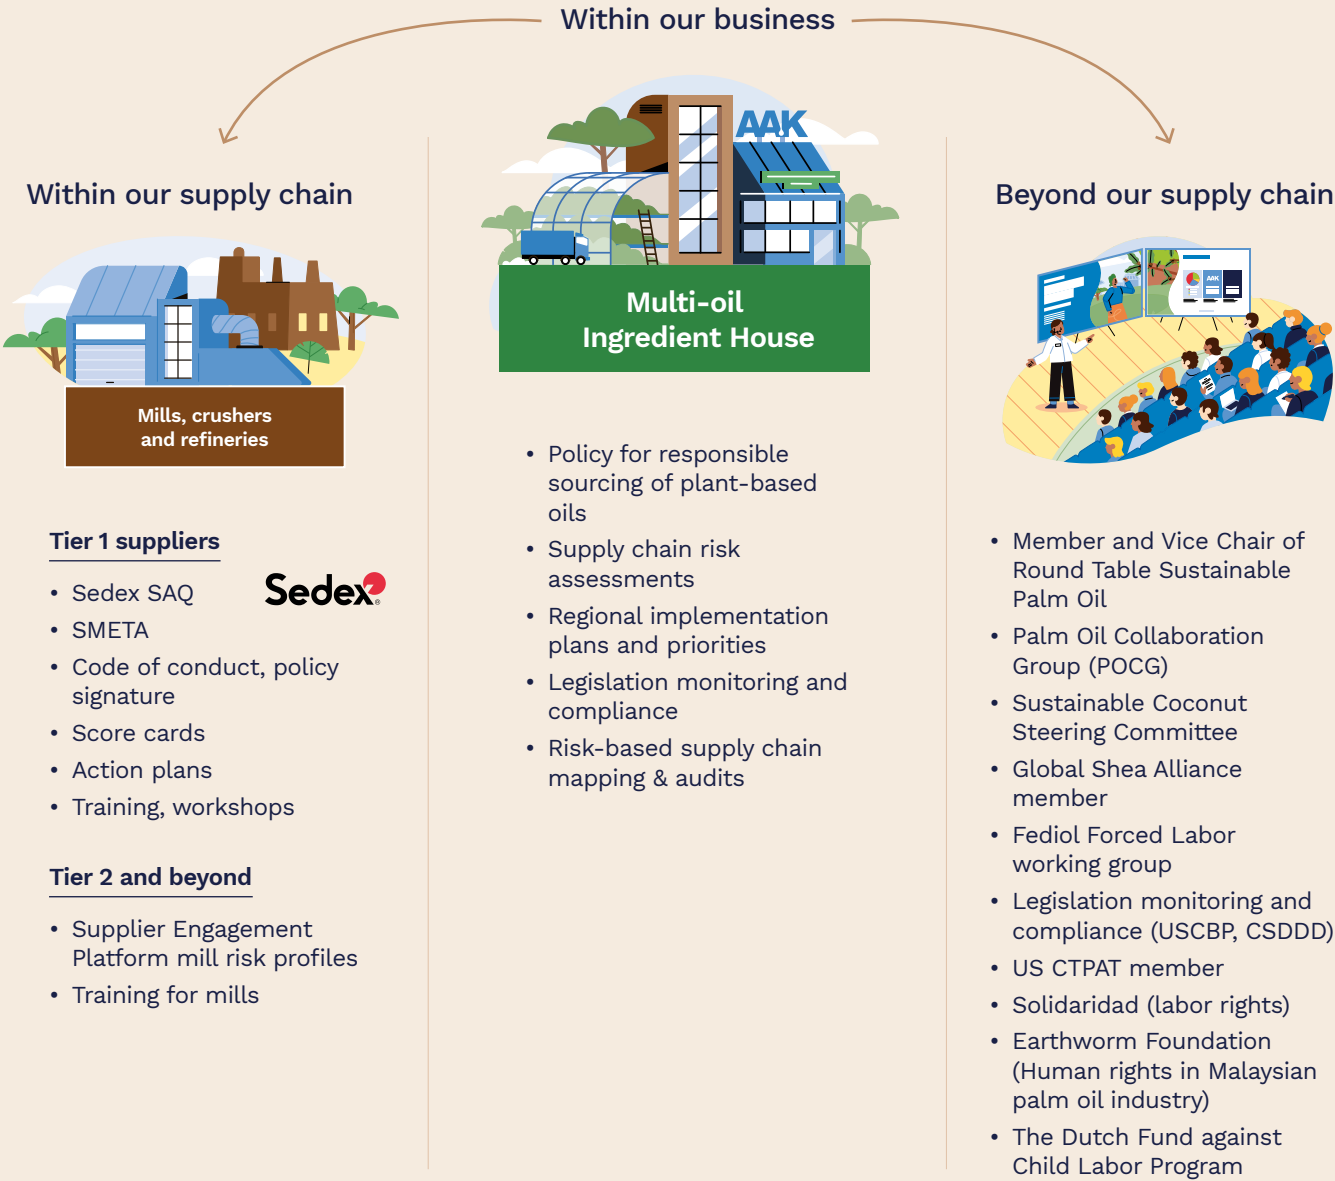 Within our business
Within our supply chain
Mills, crushers
and refineries
Tier 1 suppliers
• Sedex SAQ
Sedex®
• SMETA
• Code of conduct, policy
signature
• Score cards
• Action plans
• Training, workshops
Tier 2 and beyond
• Supplier Engagement
Platform mill risk profiles
• Training for mills
AAK
Multi-oil
Ingredient House
• Policy for responsible
sourcing of plant-based
oils
• Supply chain risk
assessments
• Regional implementation
plans and priorities
• Legislation monitoring and
compliance
• Risk-based supply chain
mapping & audits
Beyond our supply chain
AAK
• Member and Vice Chair of
Round Table Sustainable
Palm Oil
• Palm Oil Collaboration
Group (POCG)
• Sustainable Coconut
Steering Committee
• Global Shea Alliance
member
• Fediol Forced Labor
working group
• Legislation monitoring and
compliance (USCBP, CSDDD)
• US CTPAT member
• Solidaridad (labor rights)
• Earthworm Foundation
(Human rights in Malaysian
palm oil industry)
• The Dutch Fund against
Child Labor Program